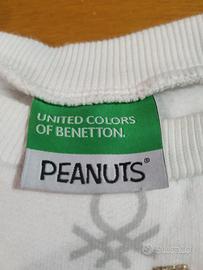 UNITED COLORS
OF BENETTON.
PEANUTS®